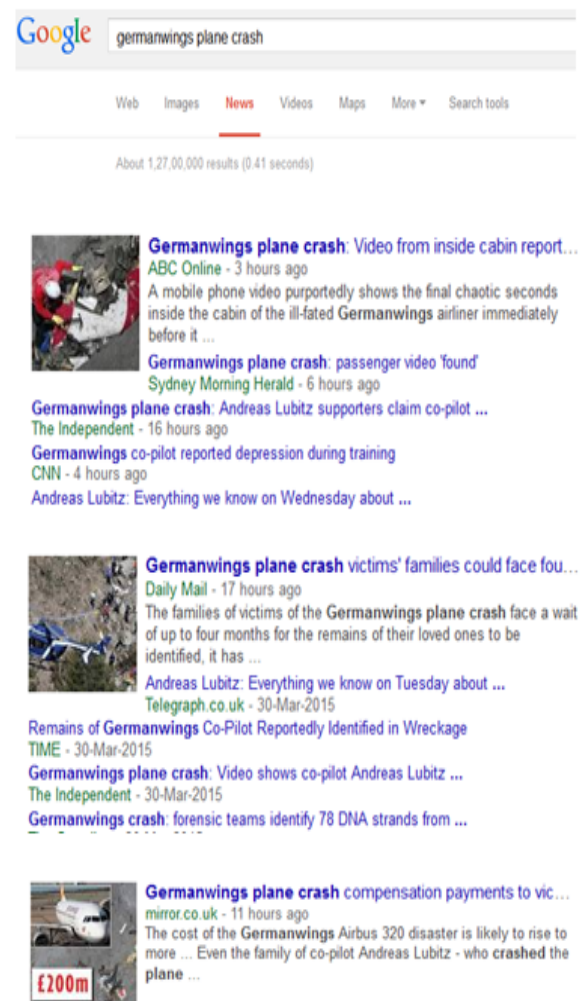 Google germanwings plane crash
Web Images News Videos Maps More Search tools
About 1,27,00,000 results (0.41 seconds)
Germanwings plane crash: Video from inside cabin report...
ABC Online - 3 hours ago
A mobile phone video purportedly shows the final chaotic seconds
inside the cabin of the ill-fated Germanwings airliner immediately
before it ...
Germanwings plane crash: passenger video 'found'
Sydney Morning Herald - 6 hours ago
Germanwings plane crash: Andreas Lubitz supporters claim co-pilot ...
The Independent - 16 hours ago
Germanwings co-pilot reported depression during training
CNN - 4 hours ago
Andreas Lubitz: Everything we know on Wednesday about ...
Germanwings plane crash victims' families could face fou...
Daily Mail - 17 hours ago
The families of victims of the Germanwings plane crash face a wait
of up to four months for the remains of their loved ones to be
identified, it has ...
Andreas Lubitz: Everything we know on Tuesday about ...
Telegraph.co.uk - 30-Mar-2015
Remains of Germanwings Co-Pilot Reportedly Identified in Wreckage
TIME - 30-Mar-2015
Germanwings plane crash: Video shows co-pilot Andreas Lubitz ...
The Independent - 30-Mar-2015
Germanwings crash: forensic teams identify 78 DNA strands from ...
Germanwings plane crash compensation payments to vic...
mirror.co.uk - 11 hours ago
The cost of the Germanwings Airbus 320 disaster is likely to rise to
more ... Even the family of co-pilot Andreas Lubitz - who crashed the
plane ...
£200m